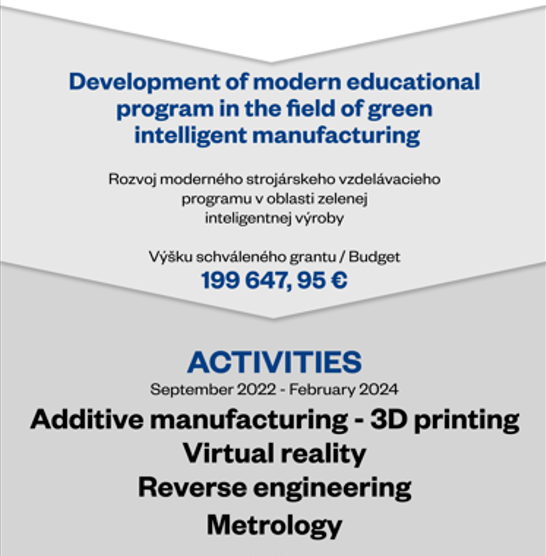 Development of modern educational
program in the field of green
intelligent manufacturing
Rozvoj moderného strojárskeho vzdelávacieho
programu v oblasti zelenej
inteligentnej výroby
Výšku schváleného grantu / Budget
199 647, 95 €
ACTIVITIES
September 2022 - February 2024
Additive manufacturing - 3D printing
Virtual reality
Reverse engineering
Metrology